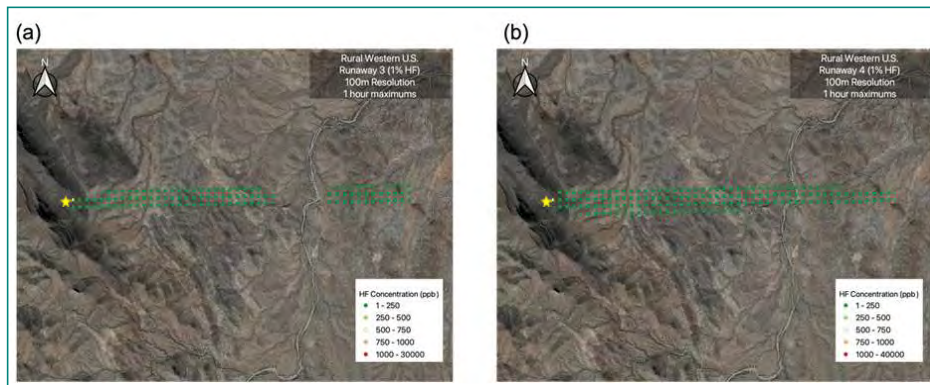 (a)
N
Rural Western U.S.
Runaway 3 (1% HF)
100m Resolution
1 hour maximums
HF Concentration (ppb)
1 - 250
250 - 500
500 - 750
750 - 1000
1000 - 30000
(b)
N
Rural Western U.S.
Runaway 4 (1% HF)
100m Resolution
1 hour maximums
HF Concentration (ppb)
1 - 250
250 - 500
500 - 750
750 - 1000
1000 - 40000